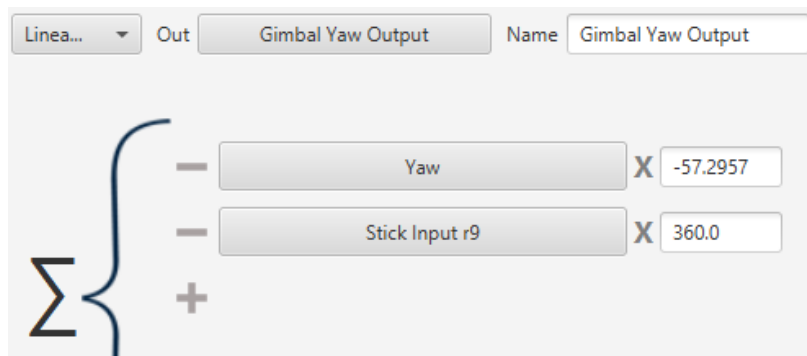 Linea... Out Gimbal Yaw Output Name Gimbal Yaw Output
Yaw X -57.2957
Stick Input r9 X 360.0
Σ